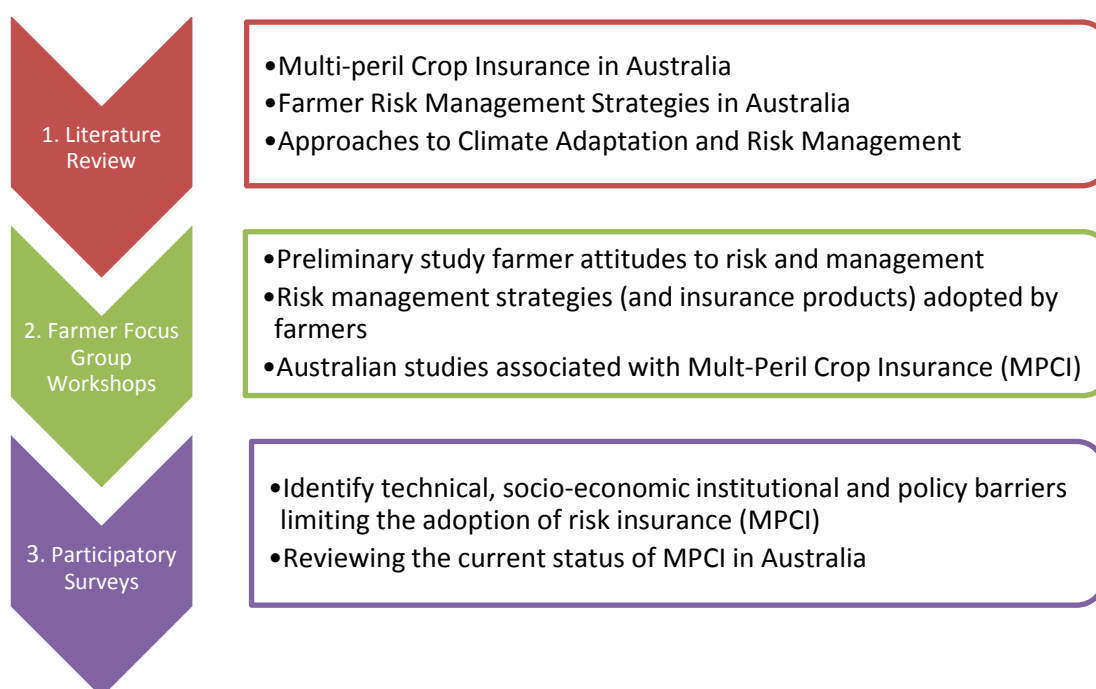 1. Literature
Review
•Multi-peril Crop Insurance in Australia
•Farmer Risk Management Strategies in Australia
•Approaches to Climate Adaptation and Risk Management
2. Farmer Focus
Group
Workshops
•Preliminary study farmer attitudes to risk and management
•Risk management strategies (and insurance products) adopted by
farmers
•Australian studies associated with Mult-Peril Crop Insurance (MPCI)
3. Participatory
Surveys
•Identify technical, socio-economic institutional and policy barriers
limiting the adoption of risk insurance (MPCI)
•Reviewing the current status of MPCI in Australia